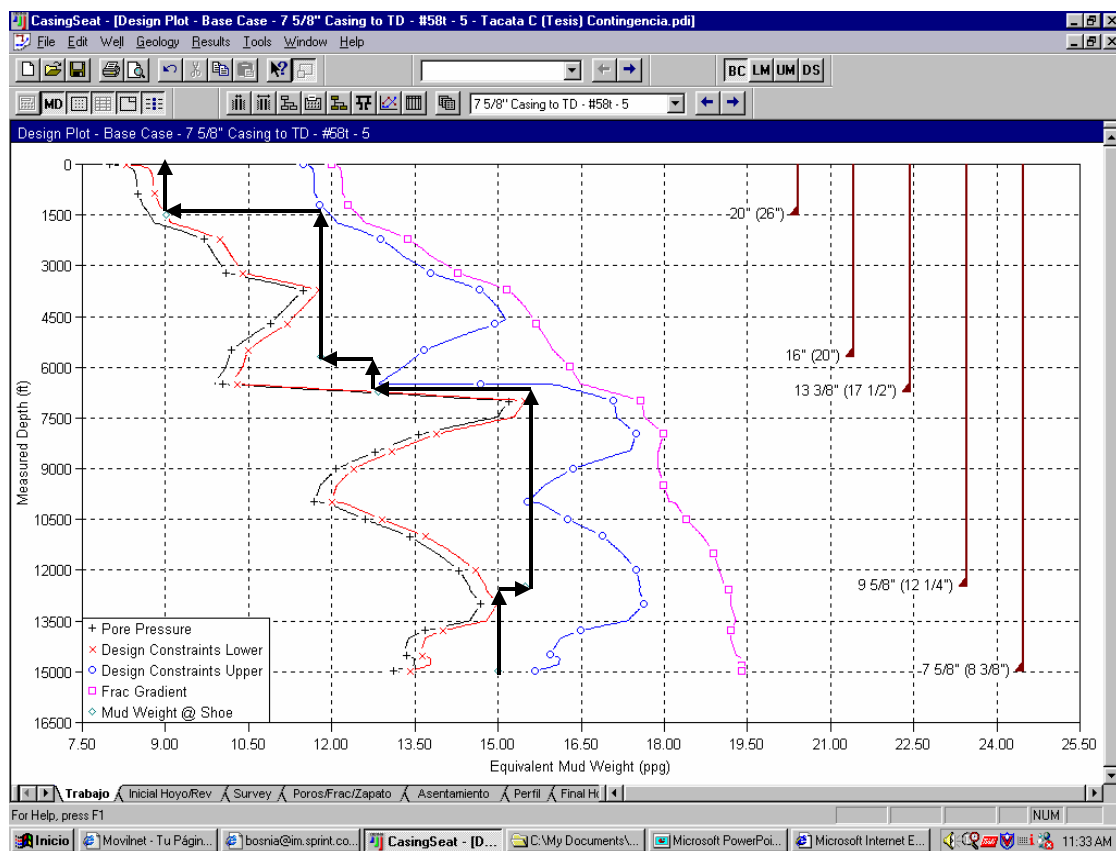 CasingSeat - [Design Plot - Base Case - 7 5/8" Casing to TD - #58t - 5 - Tacata C (Tesis) Contingencia.pdi]
File Edit Well Geology Results Tools Window Help
BC LM UM DS
MD 7 5/8" Casing to TD - #58t - 5
Design Plot - Base Case - 7 5/8" Casing to TD - #58t - 5
0
1500
3000
4500
6000
7500
9000
10500
12000
13500
15000
16500
Measured Depth (ft)
20" (26")
16" (20")
13 3/8" (17 1/2")
9 5/8" (12 1/4")
7 5/8" (8 3/8")
Pore Pressure
Design Constraints Lower
Design Constraints Upper
Frac Gradient
Mud Weight @ Shoe
7.50 9.00 10.50 12.00 13.50 15.00 16.50 18.00 19.50 21.00 22.50 24.00 25.50
Equivalent Mud Weight (ppg)
Trabajo Inicial Hoyo/Rev Survey Poros/Frac/Zapato Asentamiento Perfil Final Ho
For Help, press F1 NUM
Inicio Movilnet - Tu Págin... bosnia@im.sprint.co... CasingSeat - [D... C:\My Documents\... Microsoft PowerPoi... Microsoft Internet E... 11:33 AM